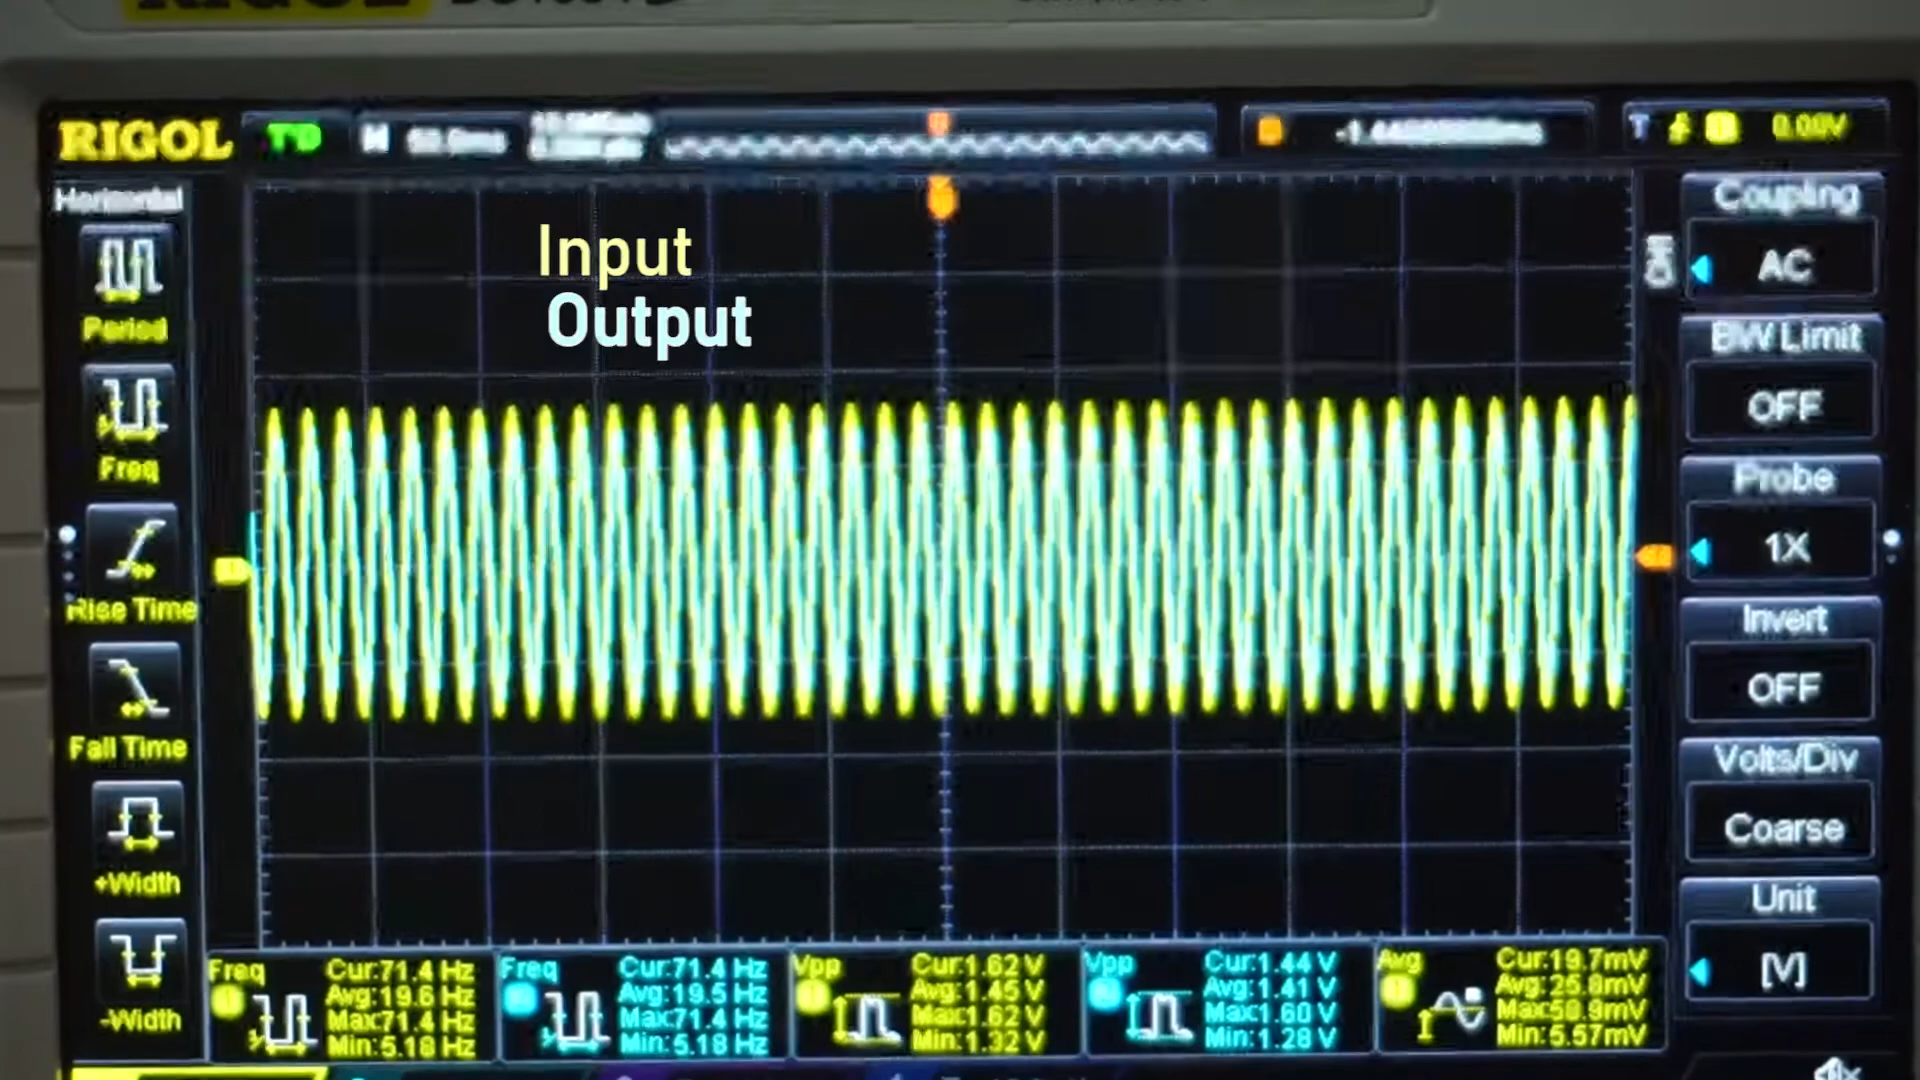 RIGOL
RIGOL T'D H 0.00V
Horizontal
Period
Freq
Rise Time
Fall Time
+Width
-Width
Input
Output
Coupling
AC
BW Limit
OFF
Probe
1X
Invert
OFF
Volts/Div
Coarse
Unit
[V]
Freq Cur:71.4 Hz
Avg:19.6 Hz
Max:71.4 Hz
Min:5.18 Hz
Freq Cur:71.4 Hz
Avg:19.5 Hz
Max:71.4 Hz
Min:5.18 Hz
Vpp Cur:1.62 V
Avg:1.45 V
Max:1.62 V
Min:1.32 V
Vpp Cur:1.44 V
Avg:1.41 V
Max:1.60 V
Min:1.28 V
Avg Cur:19.7mV
Avg:25.8mV
Max:50.9mV
Min:5.57mV